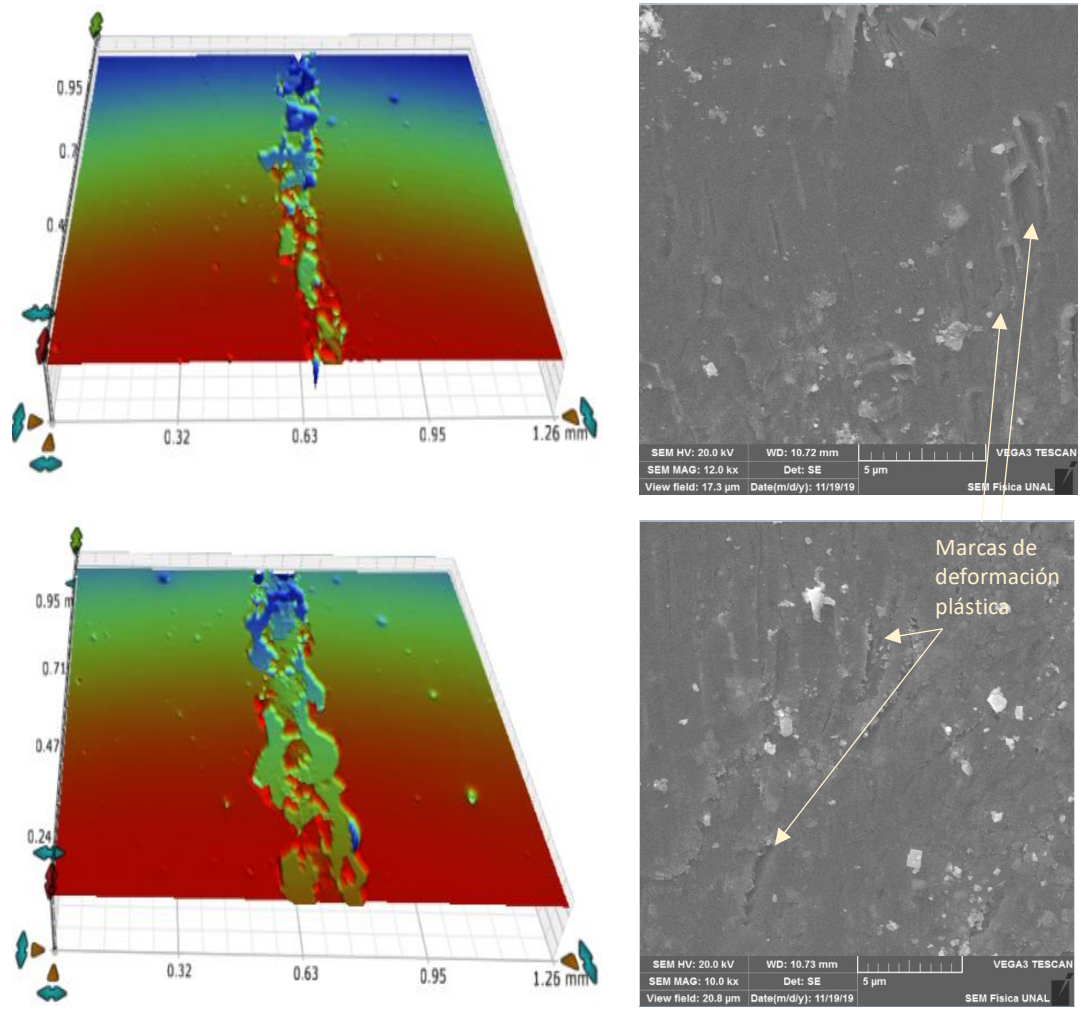 0.95
0.7
0.4
0.32
0.63
0.95
1.26 mm
SEM HV: 20.0 kV
WD: 10.72 mm
VEGA3 TESCAN
SEM MAG: 12.0 kx
Det: SE
5 µm
View field: 17.3 µm
Date(m/d/y): 11/19/19
SEM Física UNAL
0.95 m
0.71
0.47
0.24
0.32
0.63
0.95
1.26 mm
Marcas de
deformación
plástica
SEM HV: 20.0 kV
WD: 10.73 mm
VEGA3 TESCAN
SEM MAG: 10.0 kx
Det: SE
5 µm
View field: 20.8 µm
Date(m/d/y): 11/19/19
SEM Física UNAL